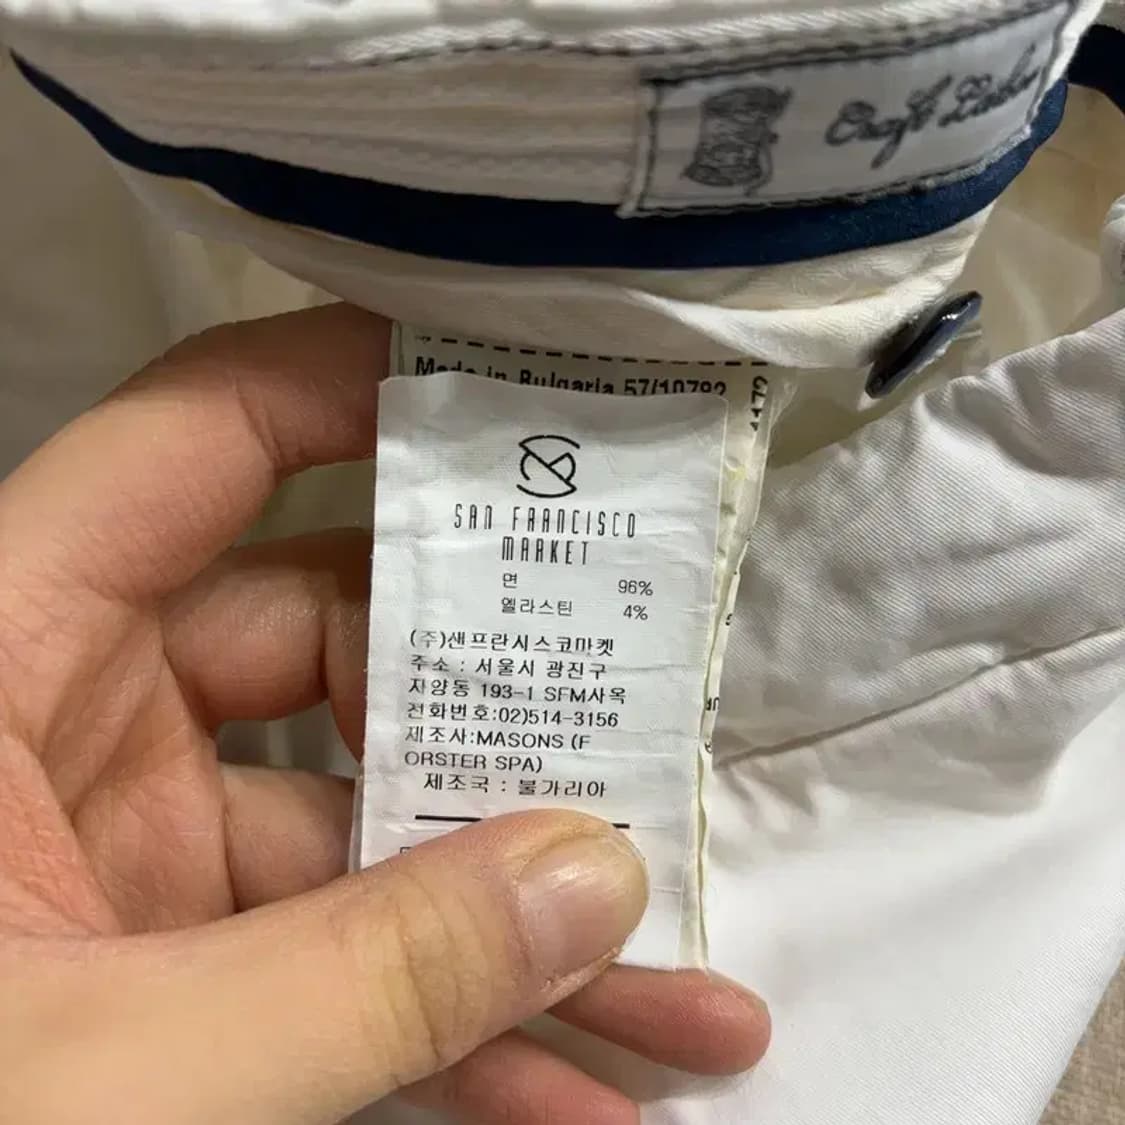 Craft Labor
Made in Bulgaria 57/10792
4172
SAN FRANCISCO
MARKET
면 96%
엘라스틴 4%
(주)샌프란시스코마켓
주소 : 서울시 광진구
자양동 193-1 SFM사옥
전화번호:02)514-3156
제조사:MASONS (F
ORSTER SPA)
제조국 : 불가리아